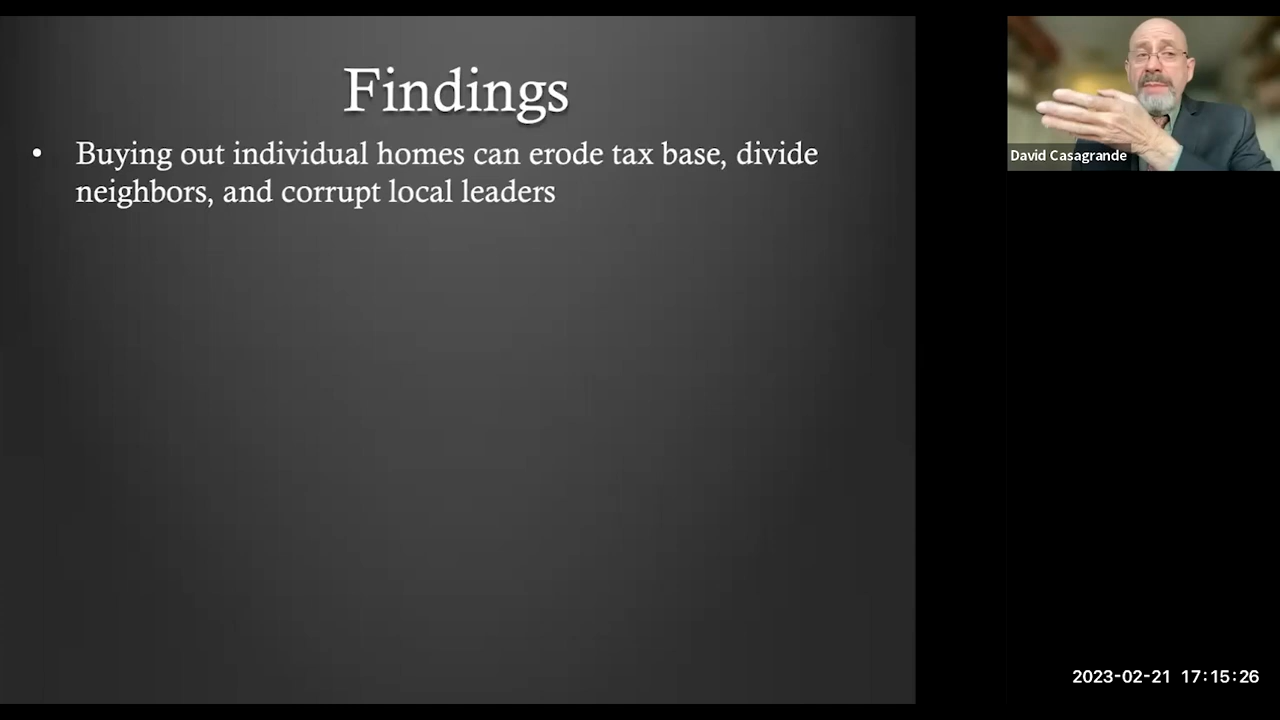 Findings
• Buying out individual homes can erode tax base, divide
neighbors, and corrupt local leaders
David Casagrande
2023-02-21 17:15:26